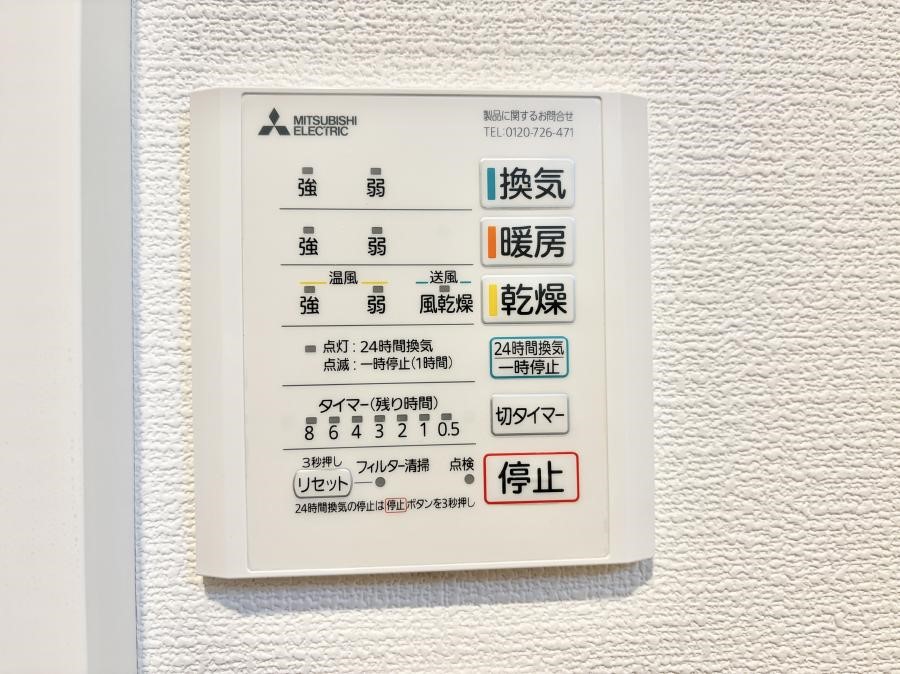 MITSUBISHI
ELECTRIC
製品に関するお問合せ
TEL:0120-726-471
強 弱 換気
強 弱 暖房
温風 送風
強 弱 風乾燥 乾燥
点灯：24時間換気
点滅：一時停止(1時間)
24時間換気
一時停止
タイマー(残り時間)
8 6 4 3 2 1 0.5
切タイマー
3秒押し
リセット フィルター清掃 点検
停止
24時間換気の停止は停止ボタンを3秒押し